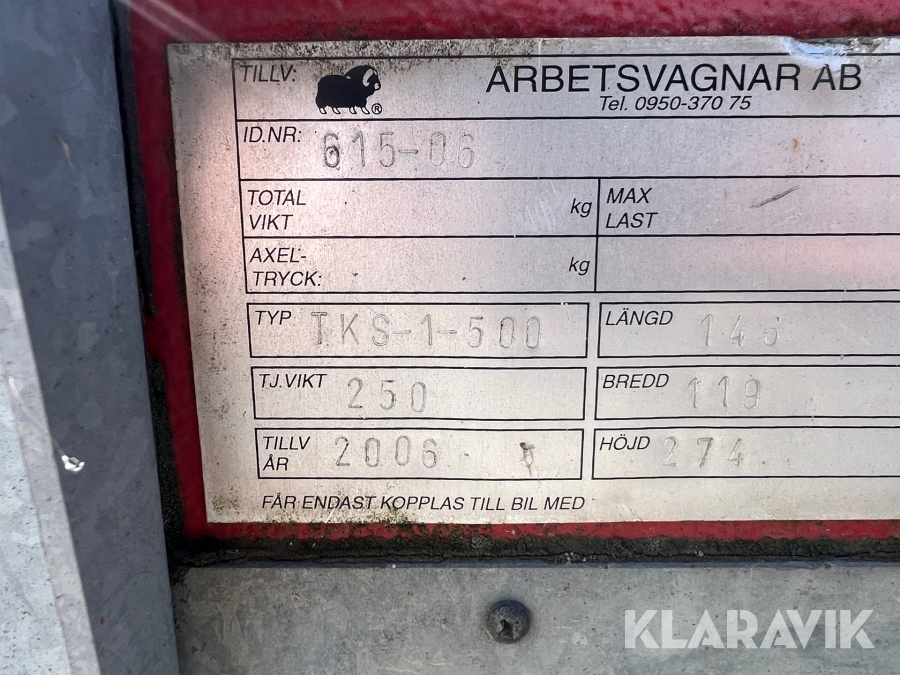 TILLV: ® ARBETSVAGNAR AB
Tel. 0950-370 75
ID.NR: 615-06
TOTAL VIKT kg MAX LAST
AXEL-TRYCK: kg
TYP TKS-1-500 LÄNGD
TJ.VIKT 250 BREDD 119
TILLV ÅR 2006 HÖJD 274
FÅR ENDAST KOPPLAS TILL BIL MED
KLARAVIK